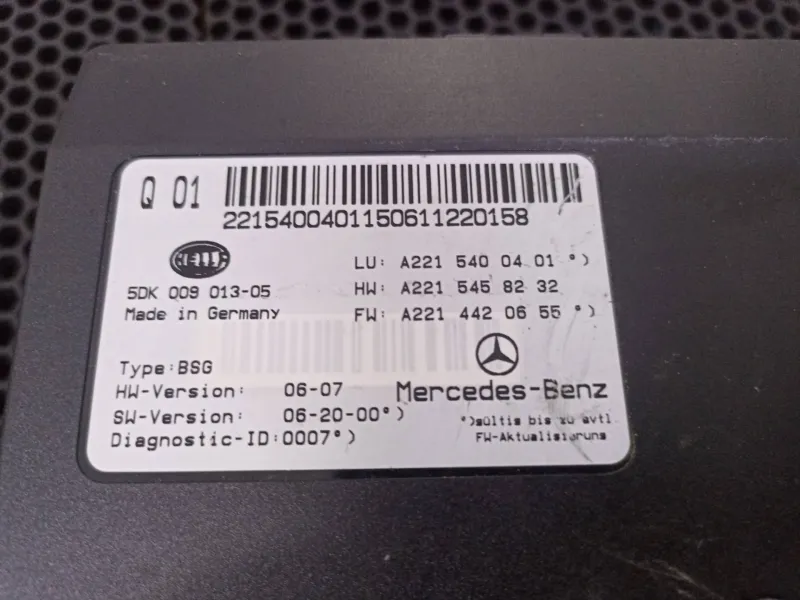 Q 01
2215400401150611220158
HELLA
LU: A221 540 04 01 *)
5DK 009 013-05
HW: A221 545 82 32
Made in Germany
FW: A221 442 06 55 *)
Type:BSG
HW-Version: 06-07
Mercedes-Benz
SW-Version: 06-20-00*)
*)gültig bis zu evtl.
Diagnostic-ID:0007*)
FW-Aktualisierung